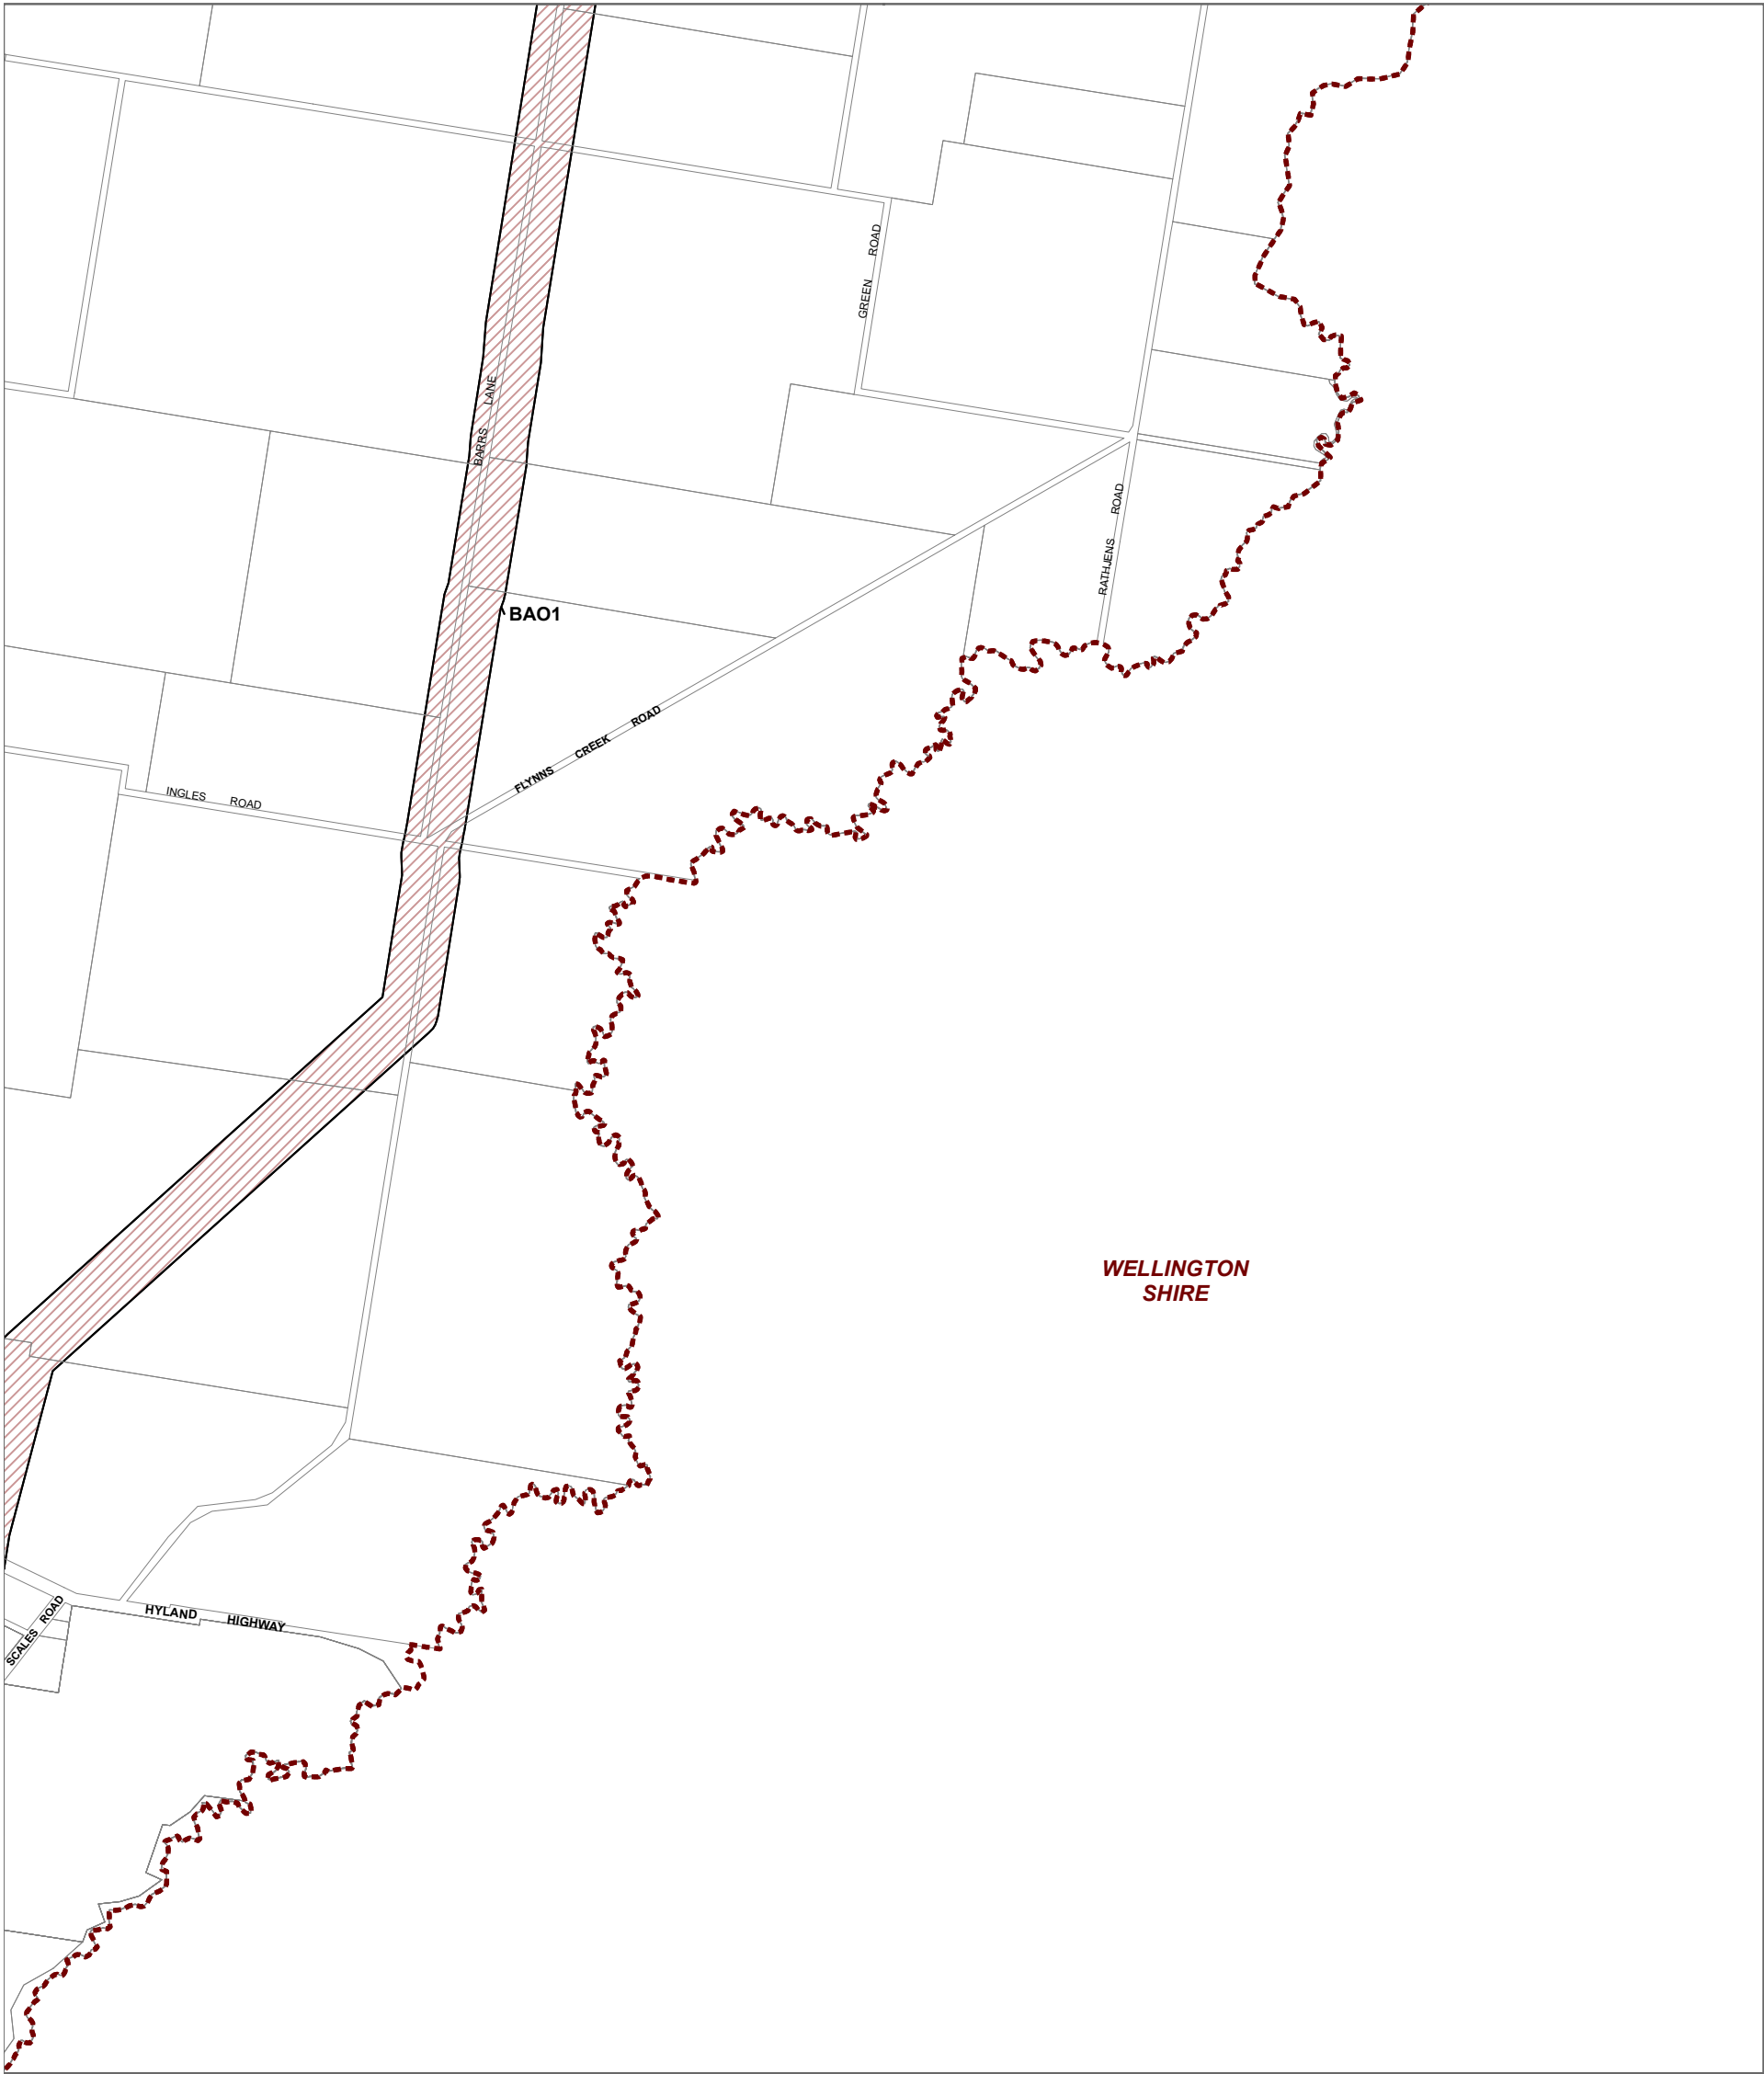 GREEN ROAD
BARRS LANE
RATHJENS ROAD
BAO1
FLYNNS CREEK ROAD
INGLES ROAD
WELLINGTON
SHIRE
SCALES ROAD
HYLAND HIGHWAY